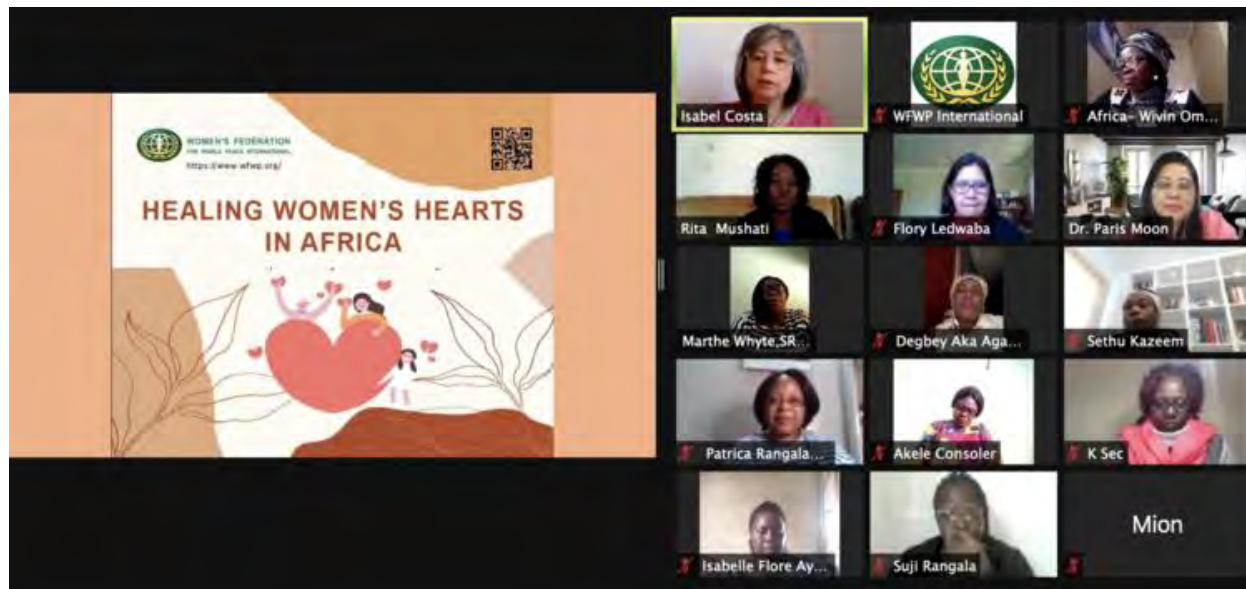 WOMEN'S FEDERATION
FOR WORLD PEACE INTERNATIONAL
https://www.wfwp.org/
HEALING WOMEN'S HEARTS
IN AFRICA
Isabel Costa
WFWP International
Africa- Wivin Om...
Rita Mushati
Flory Ledwaba
Dr. Paris Moon
Marthe Whyte,SR...
Degbey Aka Aga...
Sethu Kazeem
Patrica Rangala...
Akele Consoler
K Sec
Isabelle Flore Ay...
Suji Rangala
Mion